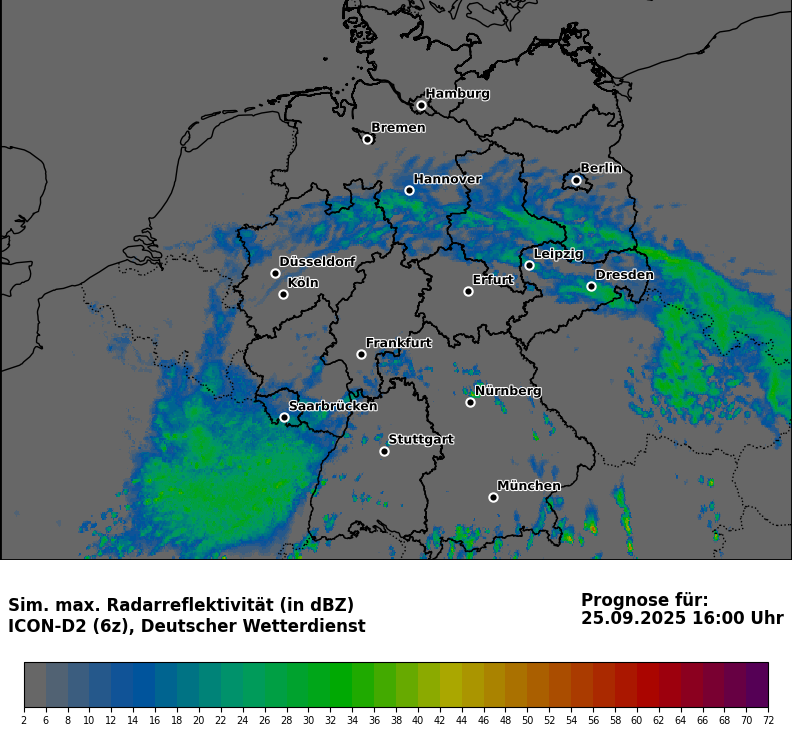 Hamburg
Bremen
Berlin
Hannover
Düsseldorf
Leipzig
Köln
Erfurt
Dresden
Frankfurt
Nürnberg
Saarbrücken
Stuttgart
München
Sim. max. Radarreflektivität (in dBZ)
ICON-D2 (6z), Deutscher Wetterdienst
Prognose für:
25.09.2025 16:00 Uhr
2 6 8 10 12 14 16 18 20 22 24 26 28 30 32 34 36 38 40 42 44 46 48 50 52 54 56 58 60 62 64 66 68 70 72